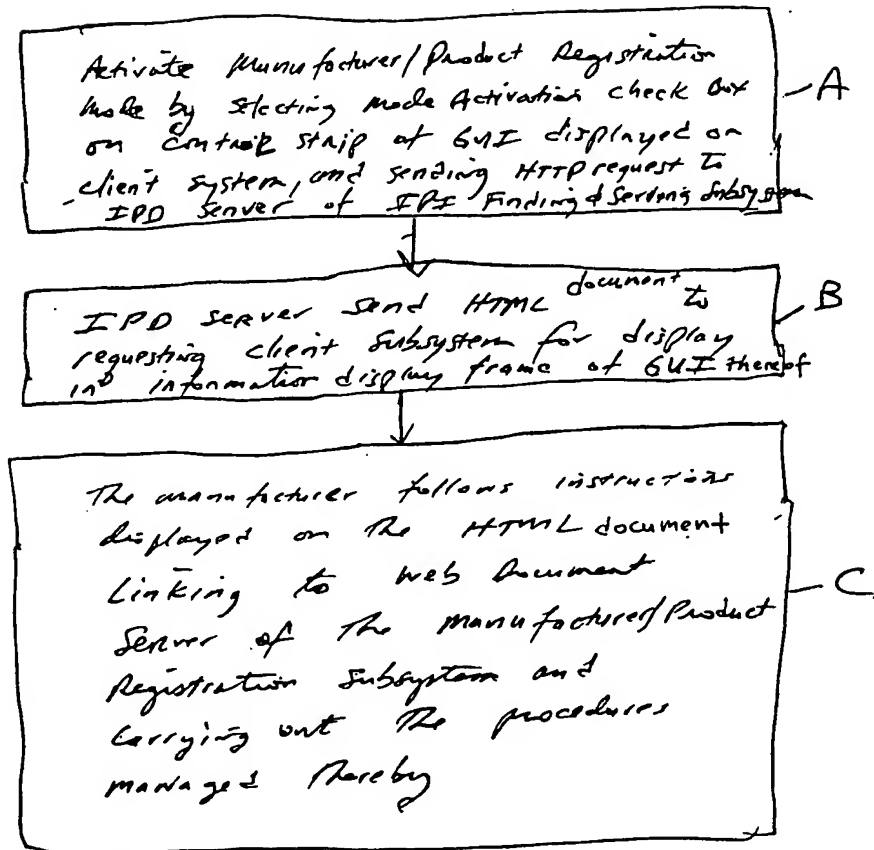 Activate Manufacturer/Product Registration
Mode by selecting mode Activation check Box
on control strip of GUI displayed on
client system, and sending HTTP request to
IPD server of IPI Finding & Serving Subsystem
A
IPD server send HTML document to
requesting client Subsystem for display
in information display frame of GUI thereof
B
The manufacturer follows instructions
displayed on the HTML document
Linking to Web Document
Server of the Manufacturer/Product
Registration Subsystem and
Carrying out the procedures
managed thereby
C